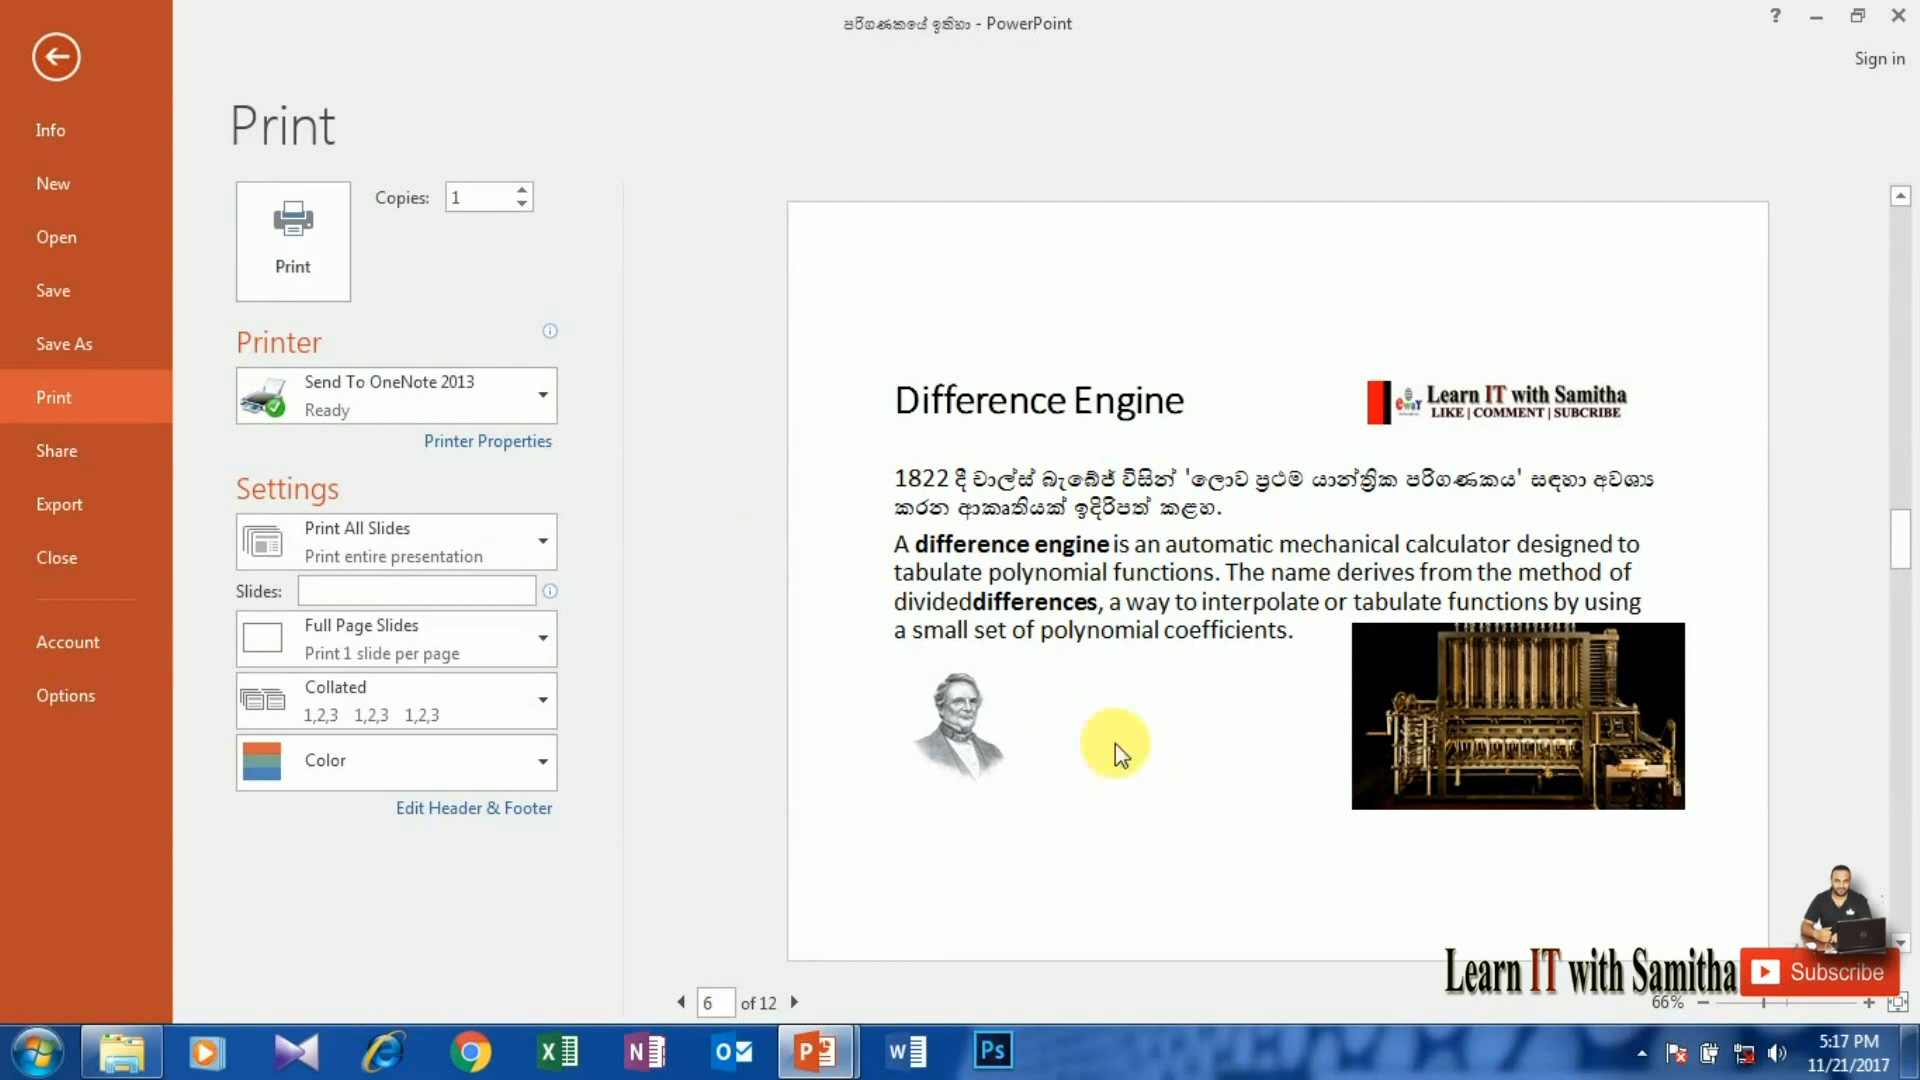 පරිගණකයේ ඉතිහා - PowerPoint
?
Sign in
Info
New
Open
Save
Save As
Print
Share
Export
Close
Account
Options
Print
Print
Copies: 1
Printer
Send To OneNote 2013
Ready
Printer Properties
Settings
Print All Slides
Print entire presentation
Slides:
Full Page Slides
Print 1 slide per page
Collated
1,2,3 1,2,3 1,2,3
Color
Edit Header & Footer
Difference Engine
eway Learn IT with Samitha
LIKE | COMMENT | SUBCRIBE
1822 දී චාල්ස් බැබේජ් විසින් 'ලොව ප්‍රථම යාන්ත්‍රික පරිගණකය' සඳහා අවශ්‍ය
කරන ආකෘතියක් ඉදිරිපත් කළහ.
A difference engine is an automatic mechanical calculator designed to
tabulate polynomial functions. The name derives from the method of
divideddifferences, a way to interpolate or tabulate functions by using
a small set of polynomial coefficients.
6 of 12
Learn IT with Samitha
Subscribe
66%
5:17 PM
11/21/2017